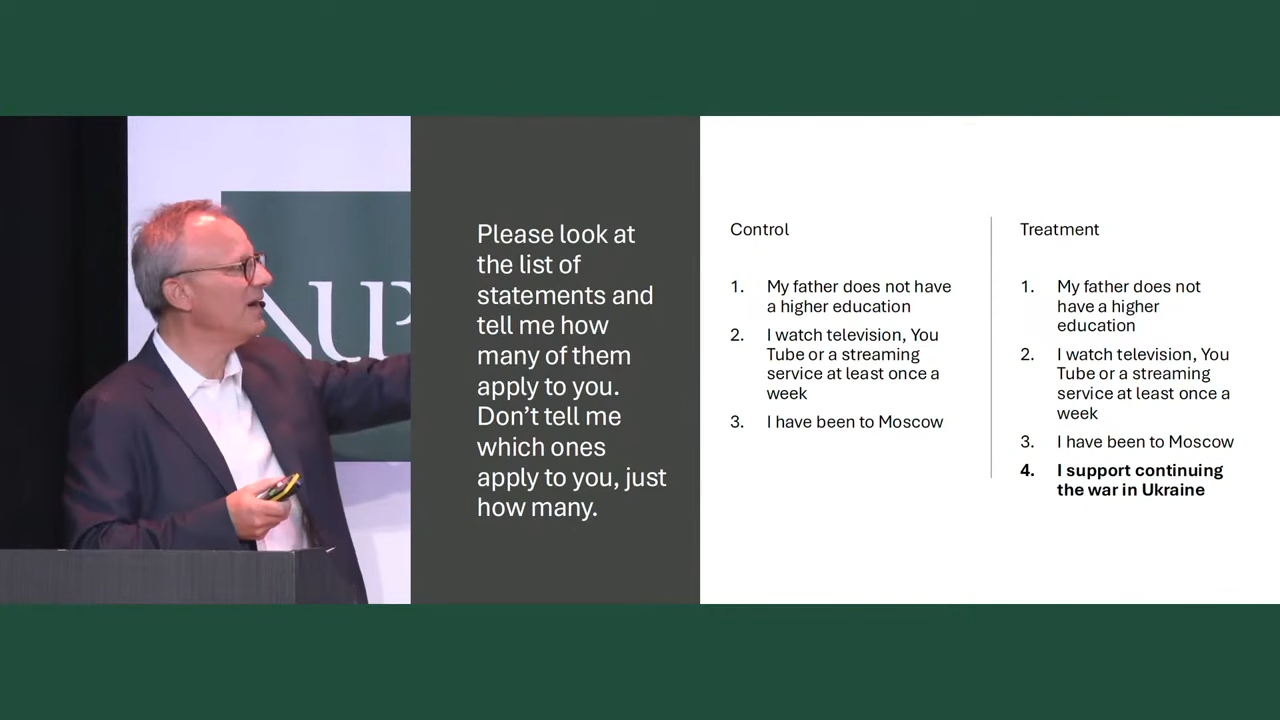 NUP
Please look at
the list of
statements and
tell me how
many of them
apply to you.
Don't tell me
which ones
apply to you, just
how many.
Control
1. My father does not have
a higher education
2. I watch television, You
Tube or a streaming
service at least once a
week
3. I have been to Moscow
Treatment
1. My father does not
have a higher
education
2. I watch television, You
Tube or a streaming
service at least once a
week
3. I have been to Moscow
4. I support continuing
the war in Ukraine